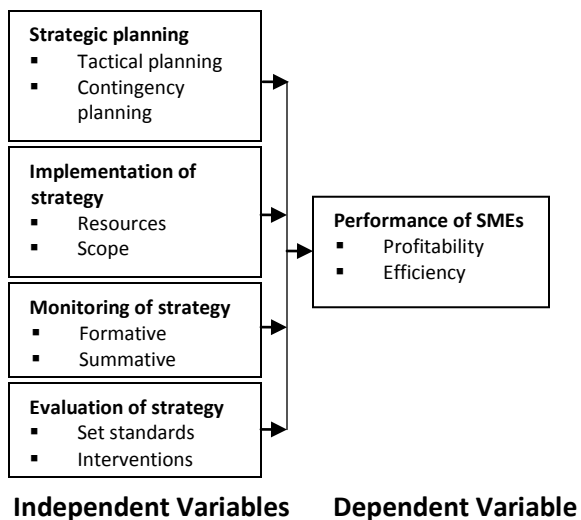 Strategic planning
▪ Tactical planning
▪ Contingency
planning
Implementation of
strategy
▪ Resources
▪ Scope
Monitoring of strategy
▪ Formative
▪ Summative
Evaluation of strategy
▪ Set standards
▪ Interventions
Performance of SMEs
▪ Profitability
▪ Efficiency
Independent Variables
Dependent Variable